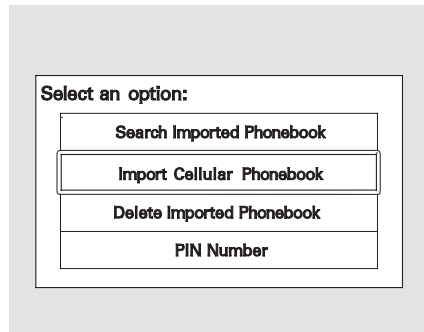 Select an option:
Search Imported Phonebook
Import Cellular Phonebook
Delete Imported Phonebook
PIN Number